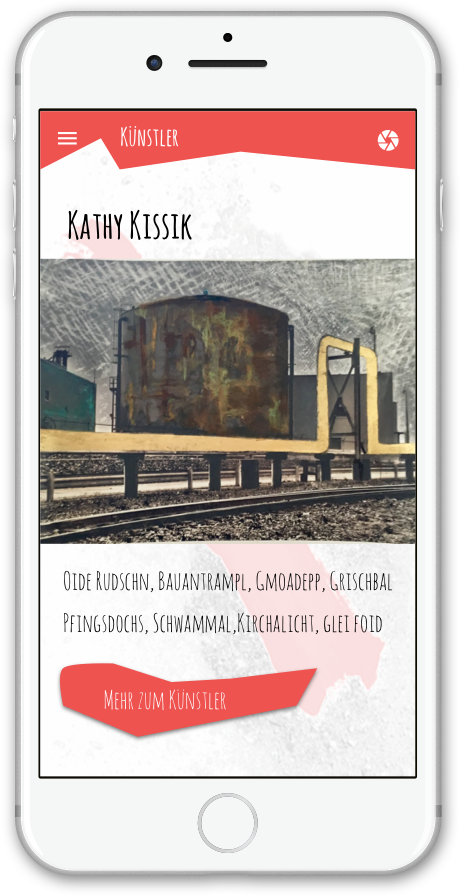 Künstler
Kathy Kissik
Oide Rudschn, Bauantrampl, Gmoadepp, Grischbal
Pfingsdochs, Schwammal,Kirchalicht, glei foid
Mehr zum Künstler